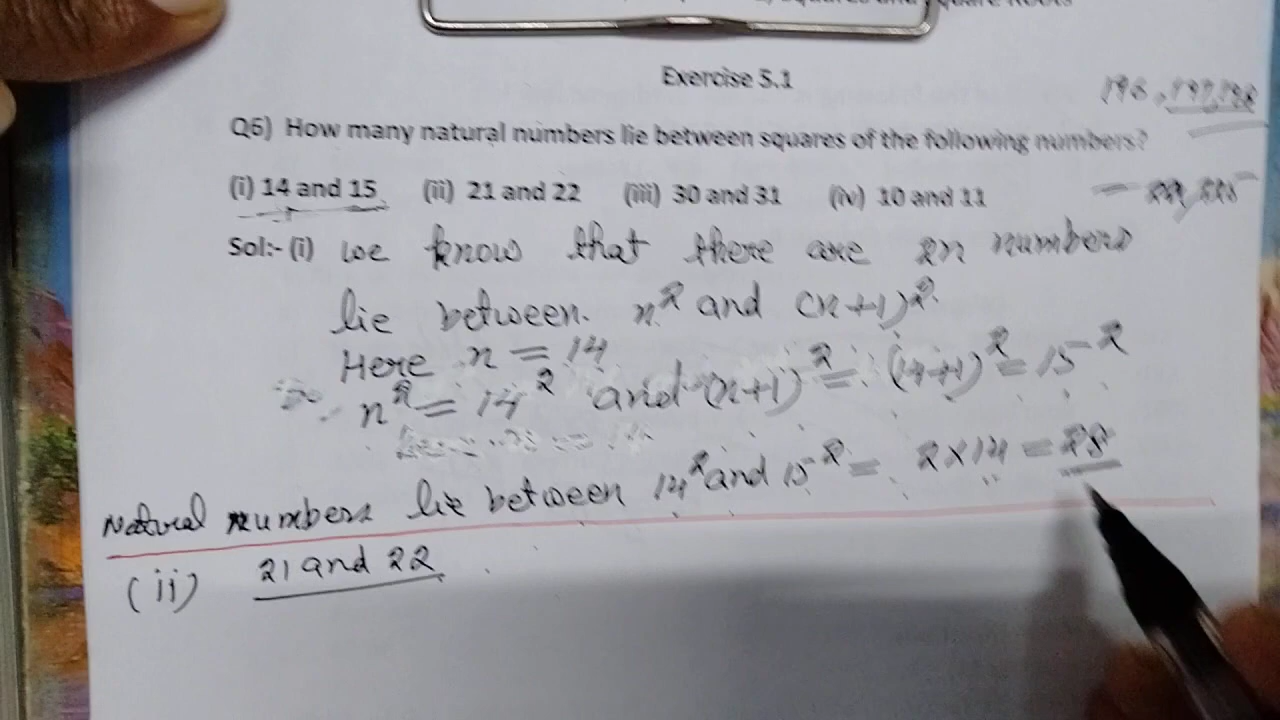 Exercise 5.1
196, 197, 198
Q6) How many natural numbers lie between squares of the following numbers?
(i) 14 and 15 (ii) 21 and 22 (iii) 30 and 31 (iv) 10 and 11
Sol:- (i) we know that there are 2n numbers
lie between n² and (n+1)².
Here n = 14
n² = 14² and (n+1)² = (14+1)² = 15²
Natural numbers lie between 14² and 15² = 2×14 = 28
(ii) 21 and 22